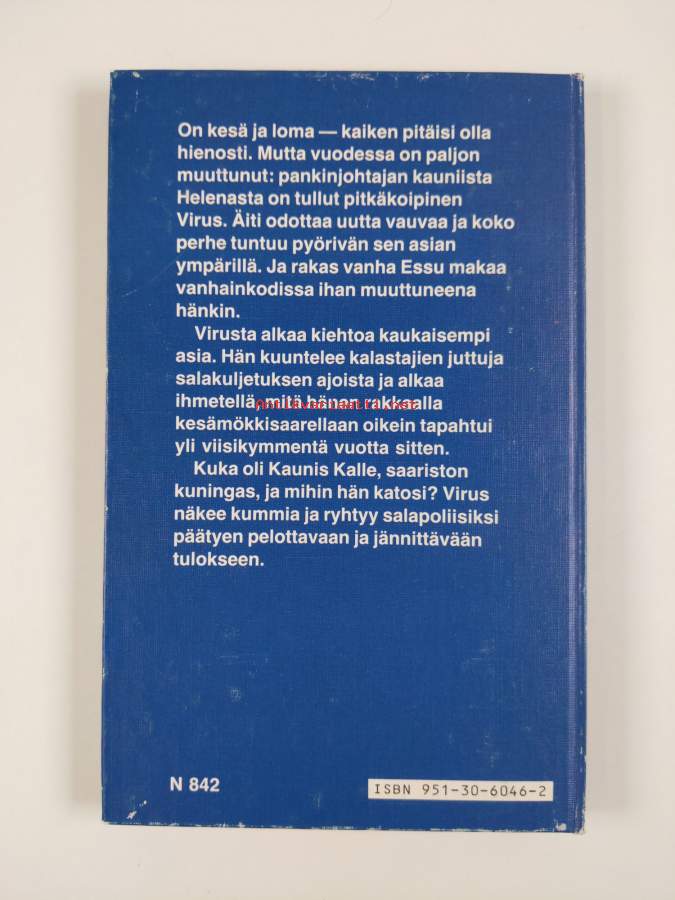 On kesä ja loma — kaiken pitäisi olla
hienosti. Mutta vuodessa on paljon
muuttunut: pankinjohtajan kauniista
Helenasta on tullut pitkäkoipinen
Virus. Äiti odottaa uutta vauvaa ja koko
perhe tuntuu pyörivän sen asian
ympärillä. Ja rakas vanha Essu makaa
vanhainkodissa ihan muuttuneena
hänkin.
Virusta alkaa kiehtoa kaukaisempi
asia. Hän kuuntelee kalastajien juttuja
salakuljetuksen ajoista ja alkaa
ihmetellä, mitä hänen rakkaalla
kesämökkisaarellaan oikein tapahtui
yli viisikymmentä vuotta sitten.
Kuka oli Kaunis Kalle, saariston
kuningas, ja mihin hän katosi? Virus
näkee kummia ja ryhtyy salapoliisiksi
päätyen pelottavaan ja jännittävään
tulokseen.
N 842
ISBN 951-30-6046-2